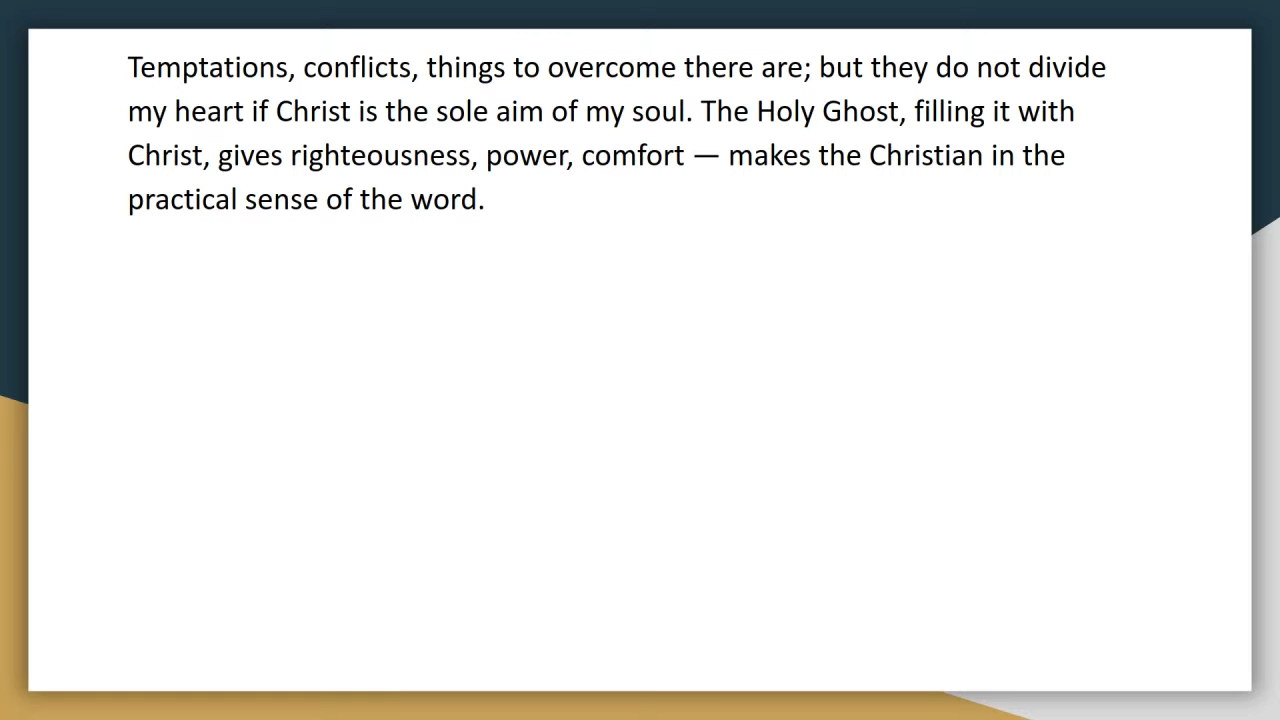 Temptations, conflicts, things to overcome there are; but they do not divide
my heart if Christ is the sole aim of my soul. The Holy Ghost, filling it with
Christ, gives righteousness, power, comfort — makes the Christian in the
practical sense of the word.